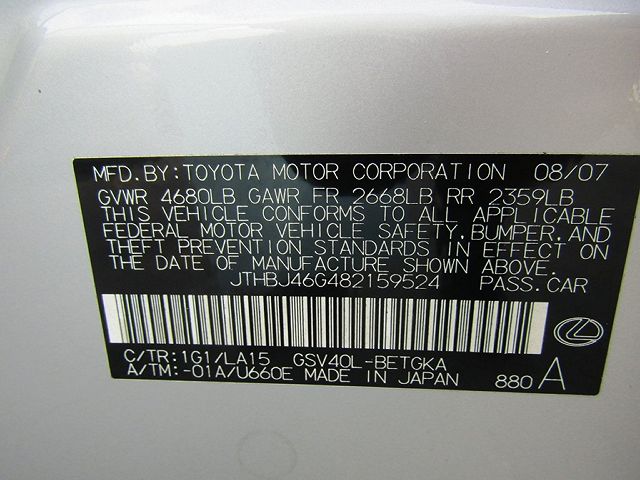 MFD.BY:TOYOTA MOTOR CORPORATION 08/07
GVWR 4680LB GAWR FR 2668LB RR 2359LB
THIS VEHICLE CONFORMS TO ALL APPLICABLE
FEDERAL MOTOR VEHICLE SAFETY,BUMPER,AND
THEFT PREVENTION STANDARDS IN EFFECT ON
THE DATE OF MANUFACTURE SHOWN ABOVE.
JTHBJ46G482159524 PASS.CAR
C/TR:1G1/LA15 GSV40L-BETGKA
A/TM:-01A/U660E MADE IN JAPAN 880 A